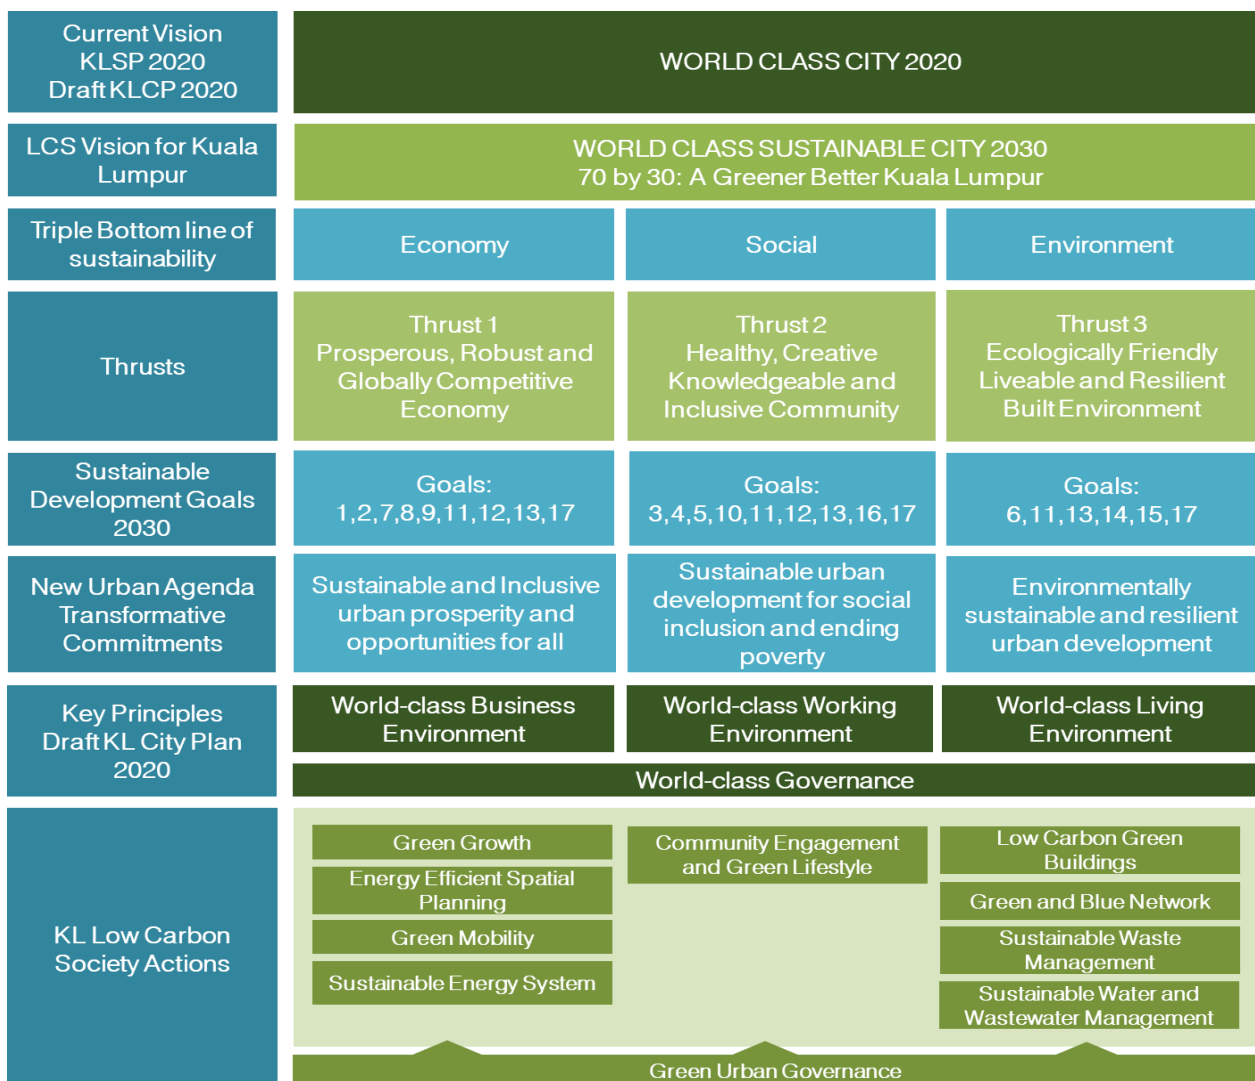 Current Vision
KLSP 2020
Draft KLCP 2020
WORLD CLASS CITY 2020
LCS Vision for Kuala
Lumpur
WORLD CLASS SUSTAINABLE CITY 2030
70 by 30: A Greener Better Kuala Lumpur
Triple Bottom line of
sustainability
Economy
Social
Environment
Thrusts
Thrust 1
Prosperous, Robust and
Globally Competitive
Economy
Thrust 2
Healthy, Creative
Knowledgeable and
Inclusive Community
Thrust 3
Ecologically Friendly
Liveable and Resilient
Built Environment
Sustainable
Development Goals
2030
Goals:
1,2,7,8,9,11,12,13,17
Goals:
3,4,5,10,11,12,13,16,17
Goals:
6,11,13,14,15,17
New Urban Agenda
Transformative
Commitments
Sustainable and Inclusive
urban prosperity and
opportunities for all
Sustainable urban
development for social
inclusion and ending
poverty
Environmentally
sustainable and resilient
urban development
Key Principles
Draft KL City Plan
2020
World-class Business
Environment
World-class Working
Environment
World-class Living
Environment
World-class Governance
KL Low Carbon
Society Actions
Green Growth
Energy Efficient Spatial
Planning
Green Mobility
Sustainable Energy System
Community Engagement
and Green Lifestyle
Low Carbon Green
Buildings
Green and Blue Network
Sustainable Waste
Management
Sustainable Water and
Wastewater Management
Green Urban Governance